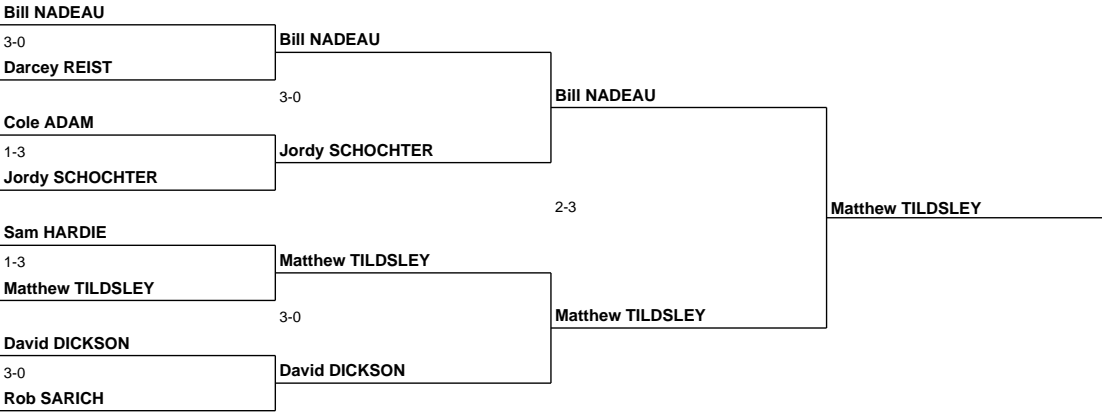 Bill NADEAU
3-0
Darcey REIST
Cole ADAM
1-3
Jordy SCHOCHTER
Sam HARDIE
1-3
Matthew TILDSLEY
David DICKSON
3-0
Rob SARICH
Bill NADEAU
3-0
Jordy SCHOCHTER
Matthew TILDSLEY
3-0
David DICKSON
Bill NADEAU
2-3
Matthew TILDSLEY
Matthew TILDSLEY